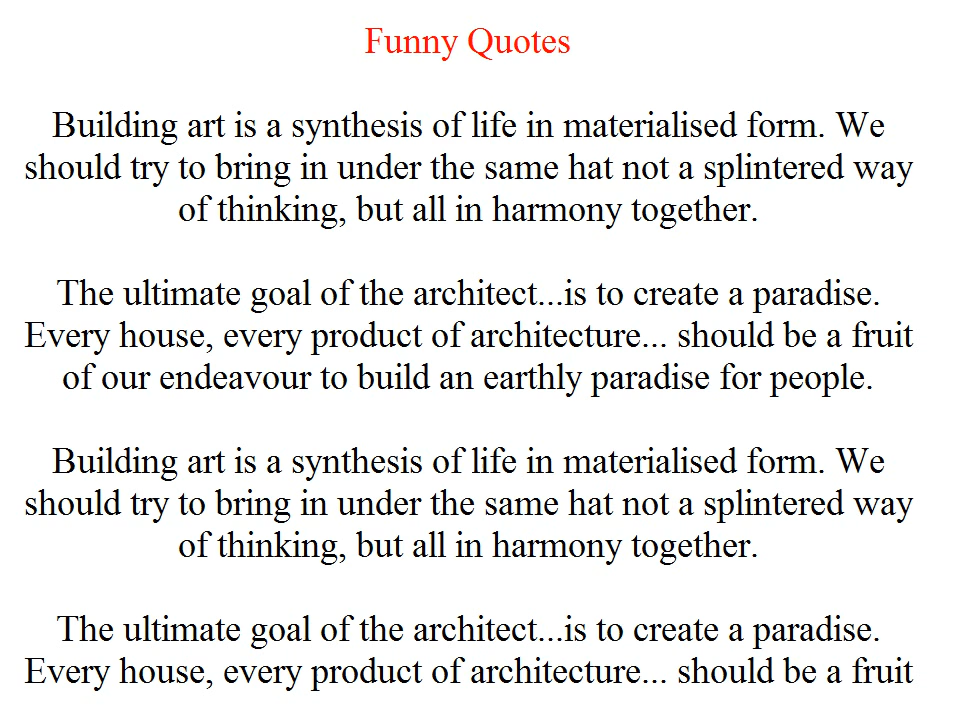 Funny Quotes
Building art is a synthesis of life in materialised form. We
should try to bring in under the same hat not a splintered way
of thinking, but all in harmony together.
The ultimate goal of the architect...is to create a paradise.
Every house, every product of architecture... should be a fruit
of our endeavour to build an earthly paradise for people.
Building art is a synthesis of life in materialised form. We
should try to bring in under the same hat not a splintered way
of thinking, but all in harmony together.
The ultimate goal of the architect...is to create a paradise.
Every house, every product of architecture... should be a fruit